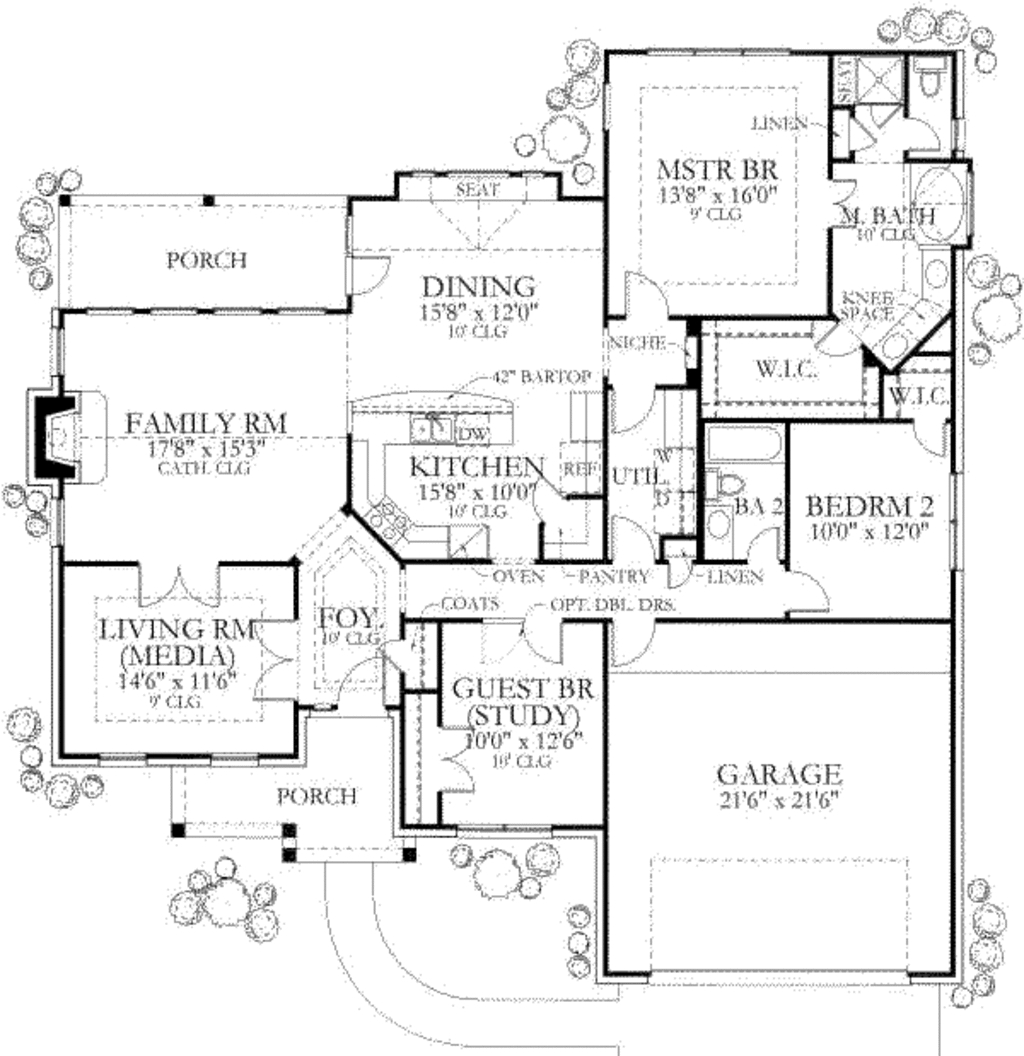 SEAT
LINEN
MSTR BR
13'8" x 16'0"
9' CLG
M. BATH
10' CLG
SEAT
PORCH
DINING
15'8" x 12'0"
10' CLG
KNEE
SPACE
NICHE
W.I.C.
W.I.C.
42" BARTOP
FAMILY RM
17'8" x 15'3"
CATH. CLG
DW
KITCHEN
15'8" x 10'0"
10' CLG
REF
UTIL.
W
D
BA 2
BEDRM 2
10'0" x 12'0"
OVEN
PANTRY
LINEN
COATS
OPT. DBL. DRS.
LIVING RM
(MEDIA)
14'6" x 11'6"
9' CLG
FOY.
10' CLG
GUEST BR
(STUDY)
10'0" x 12'6"
10' CLG
PORCH
GARAGE
21'6" x 21'6"